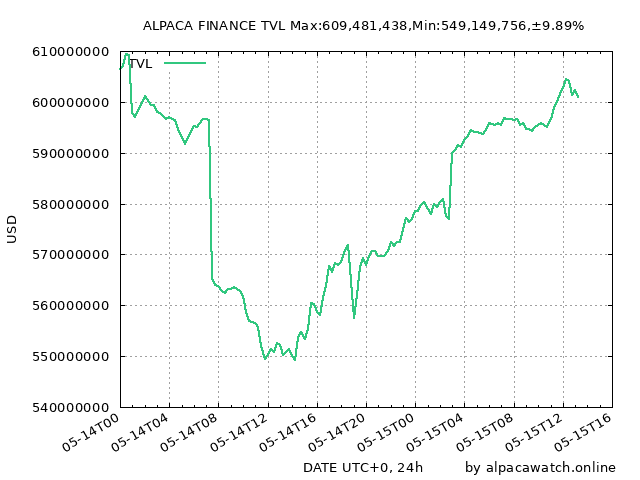 ALPACA FINANCE TVL Max:609,481,438,Min:549,149,756,±9.89%
TVL
610000000
600000000
590000000
580000000
570000000
560000000
550000000
540000000
USD
05-14T00
05-14T04
05-14T08
05-14T12
05-14T16
05-14T20
05-15T00
05-15T04
05-15T08
05-15T12
05-15T16
DATE UTC+0, 24h
by alpacawatch.online